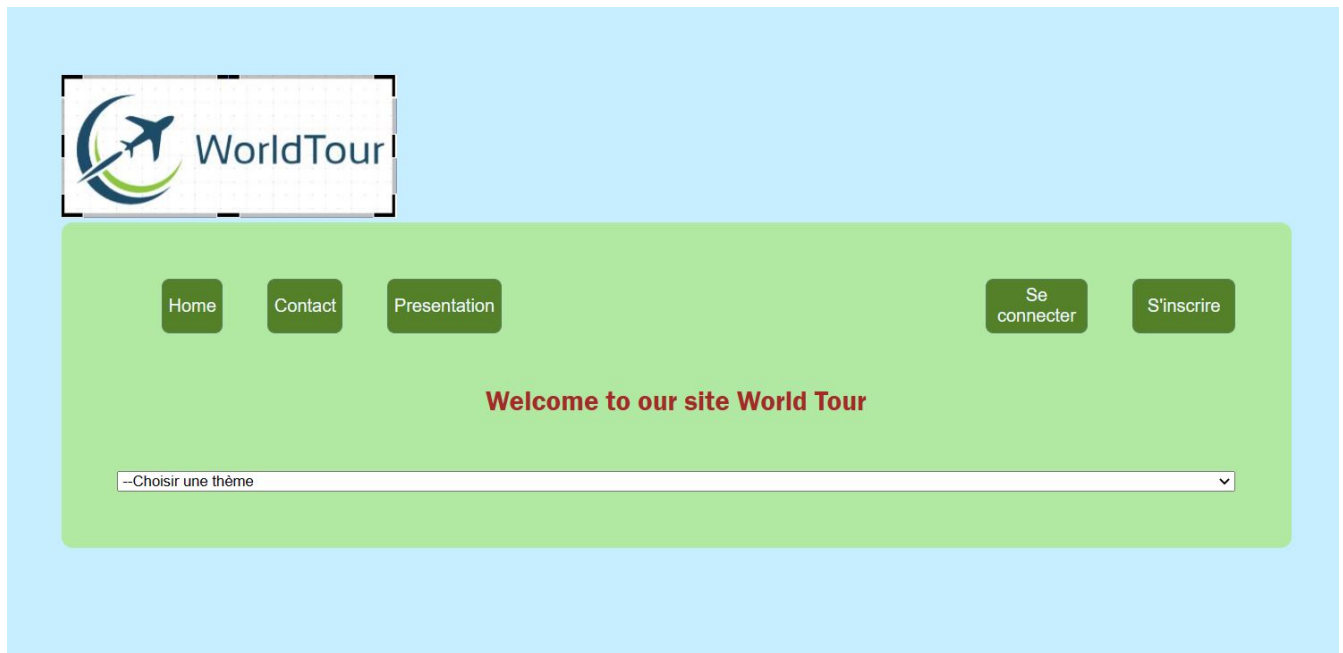 WorldTour
Home Contact Presentation Se connecter S'inscrire
Welcome to our site World Tour
--Choisir une thème